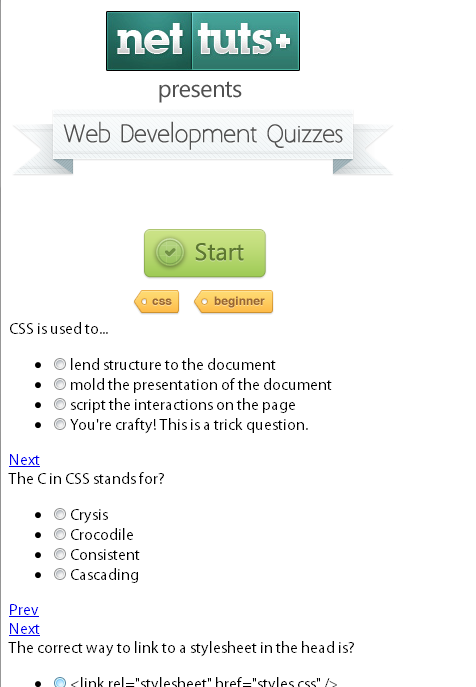 net tuts+
presents
Web Development Quizzes
Start
css beginner
CSS is used to...
lend structure to the document
mold the presentation of the document
script the interactions on the page
You're crafty! This is a trick question.
Next
The C in CSS stands for?
Crysis
Crocodile
Consistent
Cascading
Prev
Next
The correct way to link to a stylesheet in the head is?
<link rel="stylesheet" href="styles.css" />